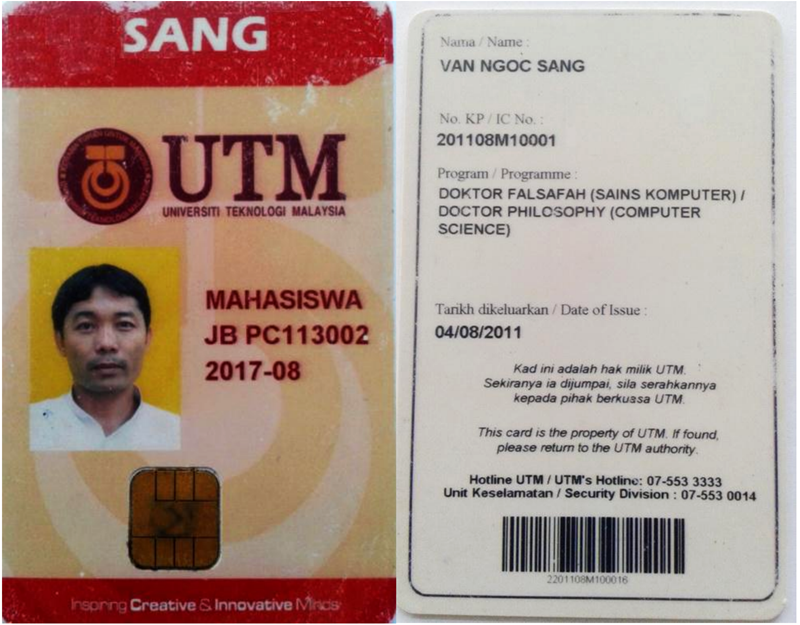 SANG
UTM
UNIVERSITI TEKNOLOGI MALAYSIA
MAHASISWA
JB PC113002
2017-08
Inspiring Creative & Innovative Minds
Nama / Name :
VAN NGOC SANG
No. KP / IC No. :
201108M10001
Program / Programme :
DOKTOR FALSAFAH (SAINS KOMPUTER) /
DOCTOR PHILOSOPHY (COMPUTER
SCIENCE)
Tarikh dikeluarkan / Date of Issue :
04/08/2011
Kad ini adalah hak milik UTM.
Sekiranya ia dijumpai, sila serahkannya
kepada pihak berkussa UTM.
This card is the property of UTM. If found,
please return to the UTM authority.
Hotline UTM / UTM's Hotline: 07-553 3333
Unit Keselamatan / Security Division : 07-553 0014
2201108M100016